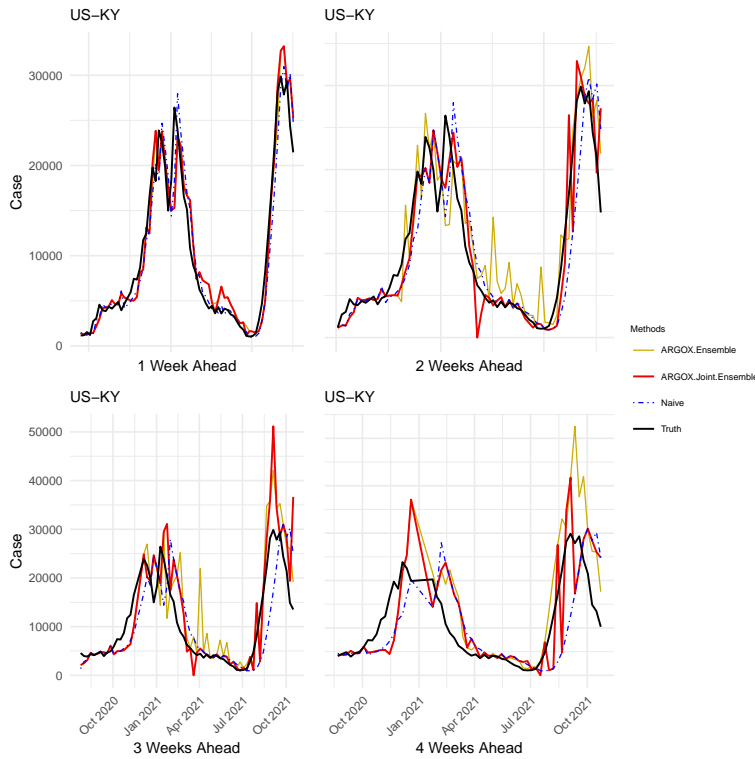 US−KY
US−KY
30000
20000
10000
0
Case
1 Week Ahead
2 Weeks Ahead
Methods
ARGOX.Ensemble
ARGOX.Joint.Ensemble
Naive
Truth
US−KY
US−KY
50000
40000
30000
20000
10000
0
Case
Oct 2020
Jan 2021
Apr 2021
Jul 2021
Oct 2021
Oct 2020
Jan 2021
Apr 2021
Jul 2021
Oct 2021
3 Weeks Ahead
4 Weeks Ahead